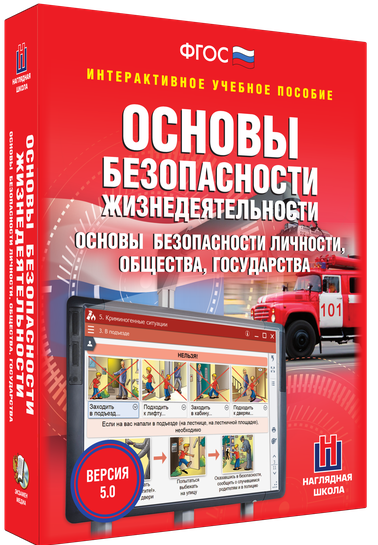 ФГОС
ИНТЕРАКТИВНОЕ УЧЕБНОЕ ПОСОБИЕ
ОСНОВЫ
БЕЗОПАСНОСТИ
ЖИЗНЕДЕЯТЕЛЬНОСТИ
ОСНОВЫ БЕЗОПАСНОСТИ ЛИЧНОСТИ,
ОБЩЕСТВА, ГОСУДАРСТВА
101
5. Криминогенные ситуации
3. В подъезде
НЕЛЬЗЯ!
Заходить
в подъезд...
Подходить
к лифту...
Заходить
в кабину...
Подходить
к двери...
Если на вас напали в подъезде (на лестнице, на лестничной площадке),
необходимо
двери
Попытаться
выбежать
на улицу
Оказавшись в безопасности,
сообщить о случившемся
родителям и в полицию
ВЕРСИЯ
5.0
НАГЛЯДНАЯ
ШКОЛА
НАГЛЯДНАЯ
ШКОЛА
ОСНОВЫ БЕЗОПАСНОСТИ
ЖИЗНЕДЕЯТЕЛЬНОСТИ
ОСНОВЫ БЕЗОПАСНОСТИ ЛИЧНОСТИ, ОБЩЕСТВА, ГОСУДАРСТВА
ЭКЗАМЕН
МЕДИА